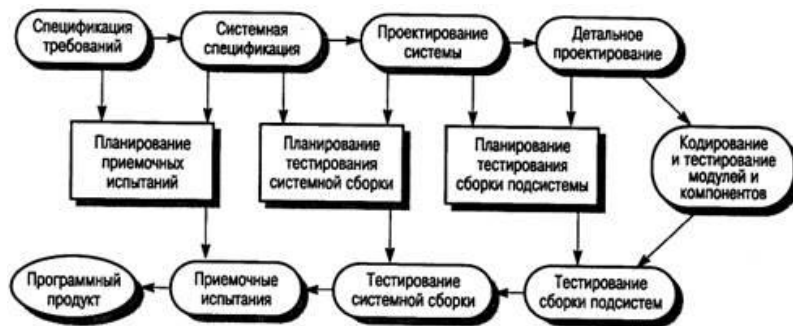 Спецификация
требований
Системная
спецификация
Проектирование
системы
Детальное
проектирование
Планирование
приемочных
испытаний
Планирование
тестирования
системной сборки
Планирование
тестирования
сборки подсистемы
Кодирование
и тестирование
модулей и
компонентов
Программный
продукт
Приемочные
испытания
Тестирование
системной сборки
Тестирование
сборки подсистем